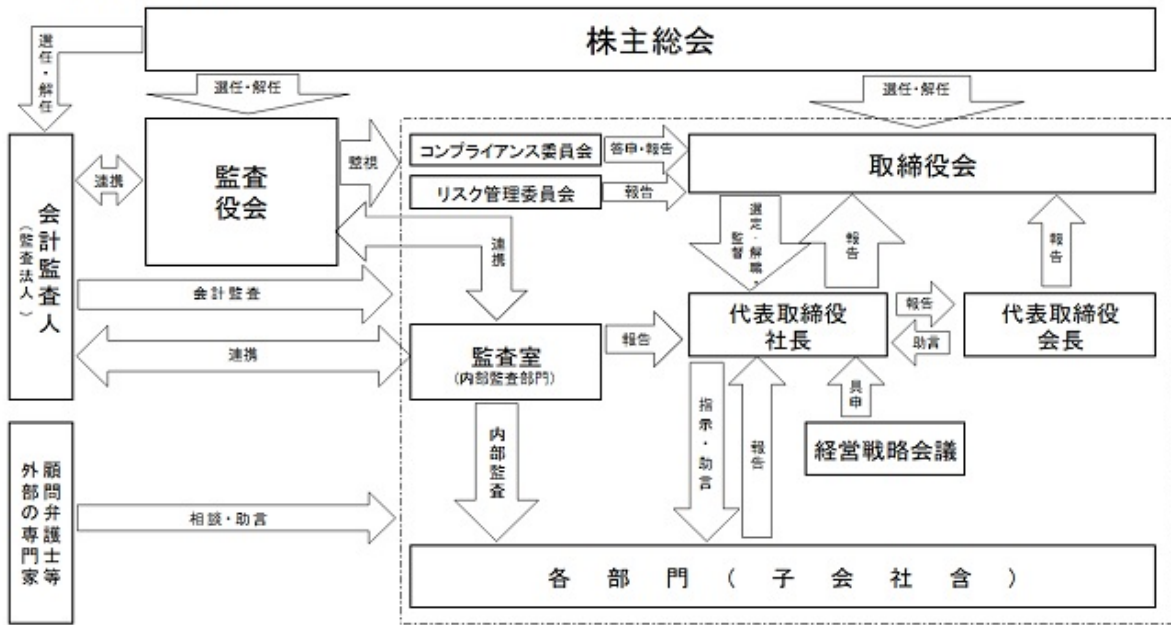 株主総会
選任・解任
選任・解任
選任・解任
会計監査人
（監査法人）
連携
監査
役会
監視
コンプライアンス委員会
答申・報告
取締役会
リスク管理委員会
報告
連携
選定・解職・
監督
報告
報告
会計監査
代表取締役
社長
報告
助言
代表取締役
会長
連携
監査室
（内部監査部門）
報告
具申
経営戦略会議
内部監査
指示・助言
報告
顧問弁護士等
外部の専門家
相談・助言
各部門（子会社含）